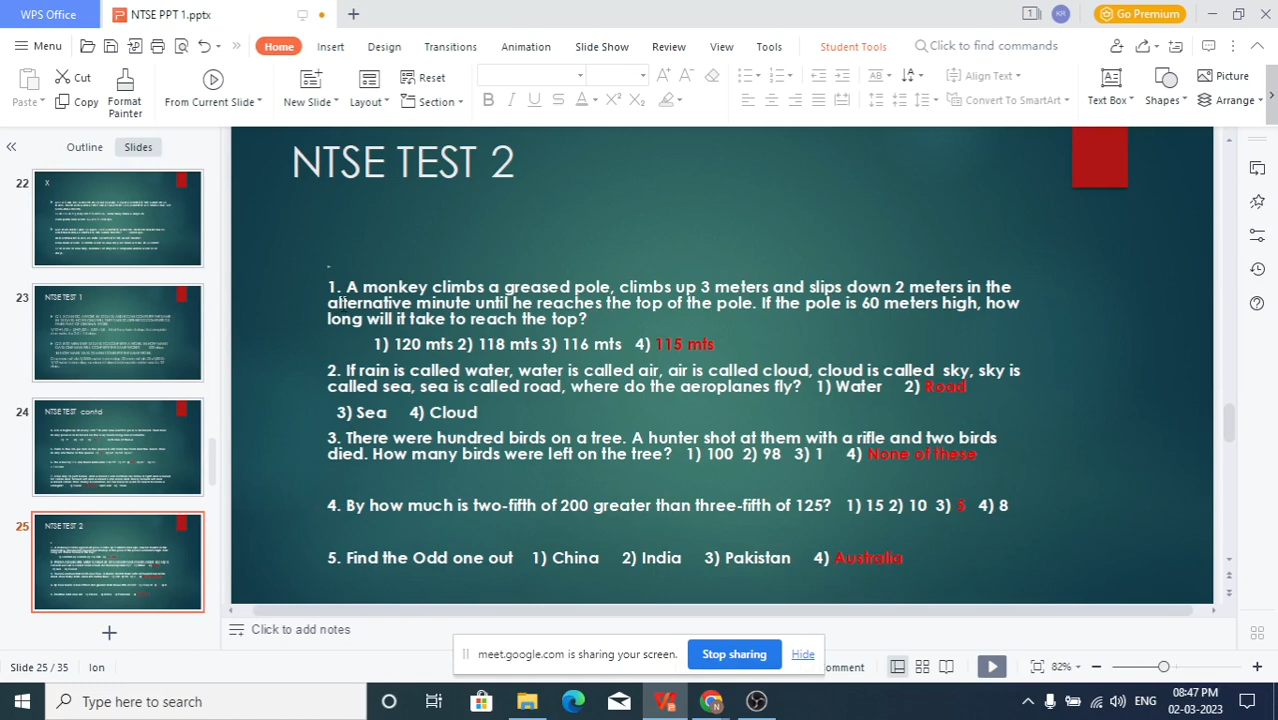 WPS Office
NTSE PPT 1.pptx
1
KR
Go Premium
Menu
Home
Insert
Design
Transitions
Animation
Slide Show
Review
View
Tools
Student Tools
Click to find commands
Paste
Cut
Copy
Format
Painter
From Current Slide
New Slide
Layout
Reset
Section
Align Text
Convert To SmartArt
Text Box
Shapes
Picture
Arrange
Outline
Slides
22
X
23
NTSE TEST 1
24
NTSE TEST contd
25
NTSE TEST 2
NTSE TEST 2
1. A monkey climbs a greased pole, climbs up 3 meters and slips down 2 meters in the
alternative minute until he reaches the top of the pole. If the pole is 60 meters high, how
long will it take to reach the top?
1) 120 mts 2) 118 mts 3) 116 mts 4) 115 mts
2. If rain is called water, water is called air, air is called cloud, cloud is called sky, sky is
called sea, sea is called road, where do the aeroplanes fly? 1) Water 2) Road
3) Sea 4) Cloud
3. There were hundred birds on a tree. A hunter shot at them with a rifle and two birds
died. How many birds were left on the tree? 1) 100 2) 98 3) 1 4) None of these
4. By how much is two-fifth of 200 greater than three-fifth of 125? 1) 15 2) 10 3) 5 4) 8
5. Find the Odd one out 1) China 2) India 3) Pakistan 4) Australia
Click to add notes
meet.google.com is sharing your screen.
Stop sharing
Hide
Slide 25 / 35
Ion
omment
82%
Type here to search
ENG
08:47 PM
02-03-2023